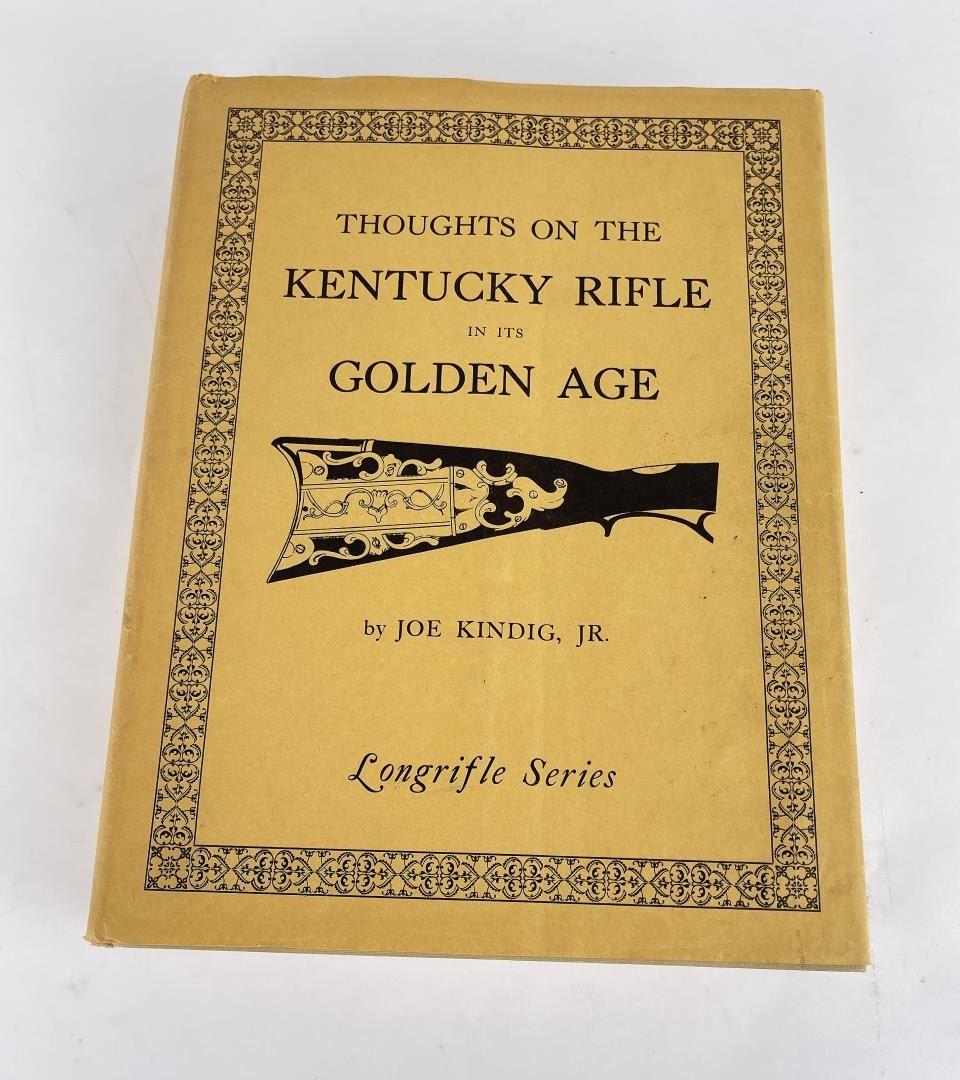 THOUGHTS ON THE
KENTUCKY RIFLE
IN ITS
GOLDEN AGE
by JOE KINDIG, JR.
Longrifle Series